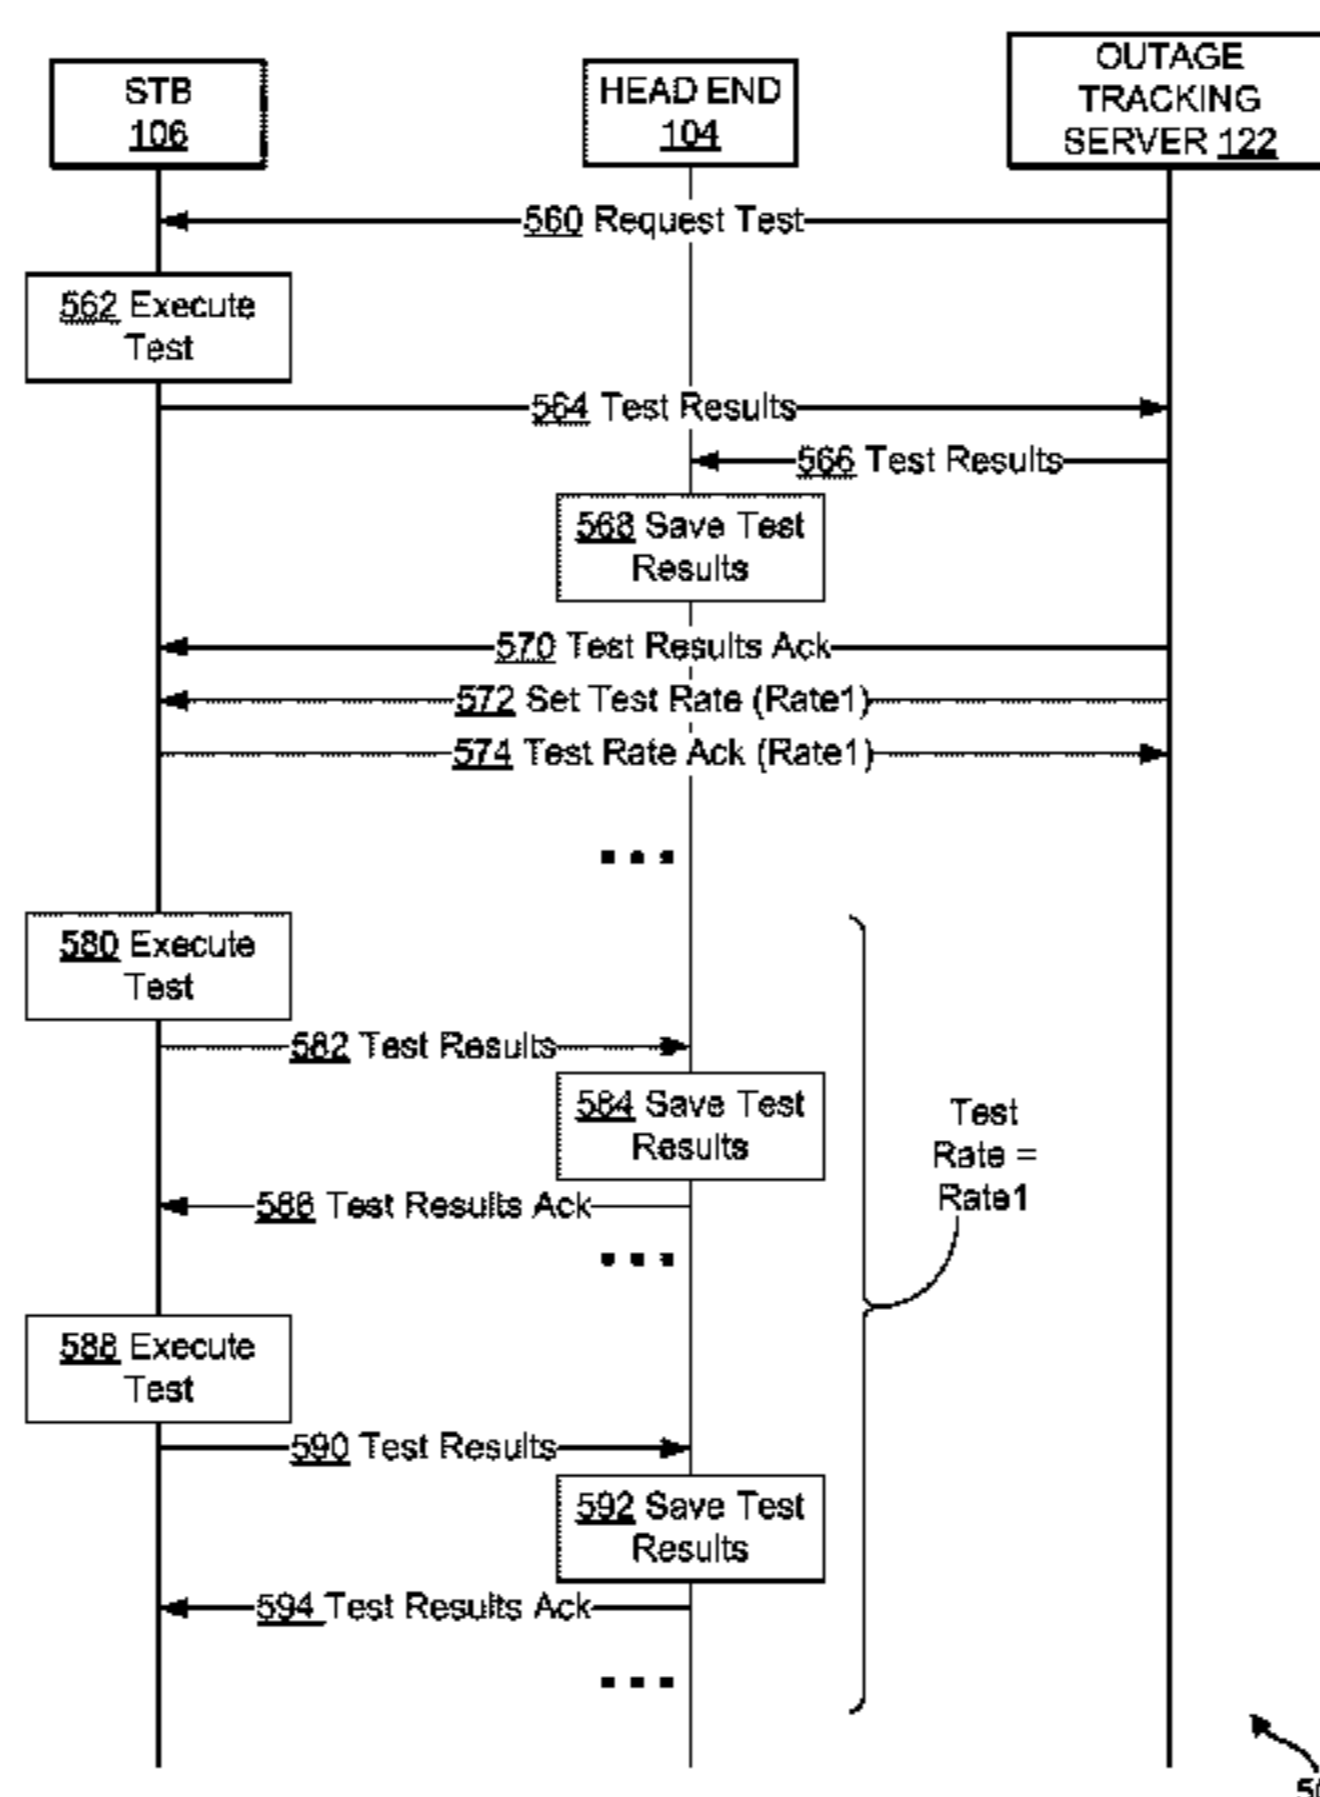 STB
106
HEAD END
104
OUTAGE
TRACKING
SERVER 122
560 Request Test
562 Execute
Test
564 Test Results
566 Test Results
568 Save Test
Results
570 Test Results Ack
572 Set Test Rate (Rate1)
574 Test Rate Ack (Rate1)
...
580 Execute
Test
582 Test Results
584 Save Test
Results
Test
Rate =
Rate1
586 Test Results Ack
...
588 Execute
Test
590 Test Results
592 Save Test
Results
594 Test Results Ack
...